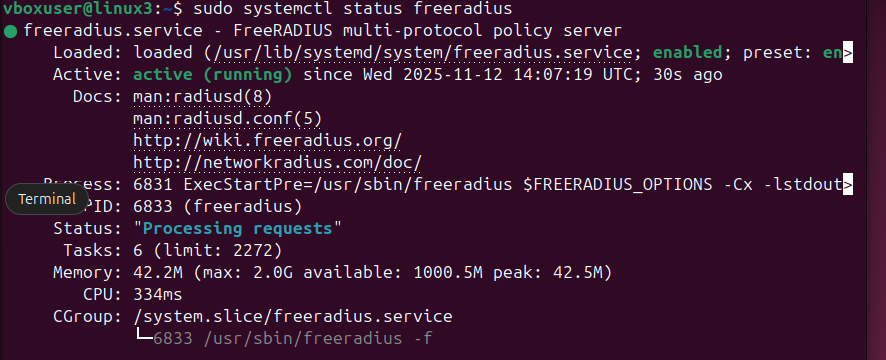 vboxuser@linux3:~$ sudo systemctl status freeradius
● freeradius.service - FreeRADIUS multi-protocol policy server
Loaded: loaded (/usr/lib/systemd/system/freeradius.service; enabled; preset: en>
Active: active (running) since Wed 2025-11-12 14:07:19 UTC; 30s ago
Docs: man:radiusd(8)
man:radiusd.conf(5)
http://wiki.freeradius.org/
http://networkradius.com/doc/
Process: 6831 ExecStartPre=/usr/sbin/freeradius $FREERADIUS_OPTIONS -Cx -lstdout>
Terminal
PID: 6833 (freeradius)
Status: "Processing requests"
Tasks: 6 (limit: 2272)
Memory: 42.2M (max: 2.0G available: 1000.5M peak: 42.5M)
CPU: 334ms
CGroup: /system.slice/freeradius.service
└─6833 /usr/sbin/freeradius -f